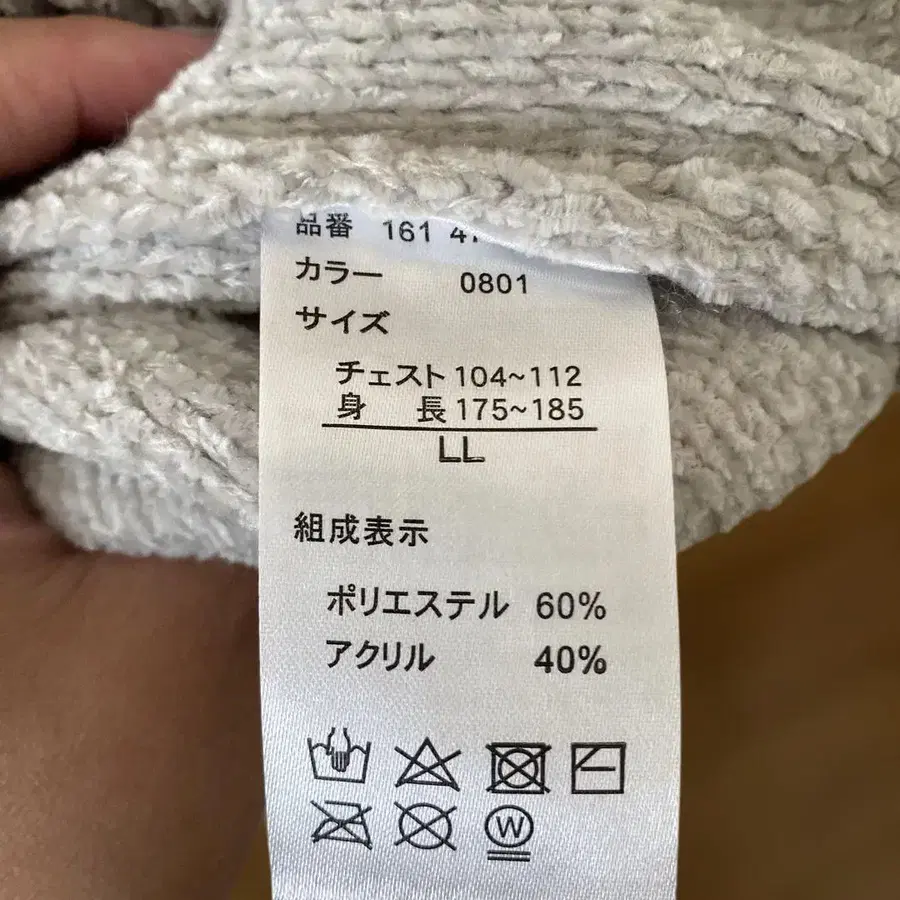 品番 161
カラー 0801
サイズ
チェスト 104~112
身 長 175~185
LL
組成表示
ポリエステル 60%
アクリル 40%
W